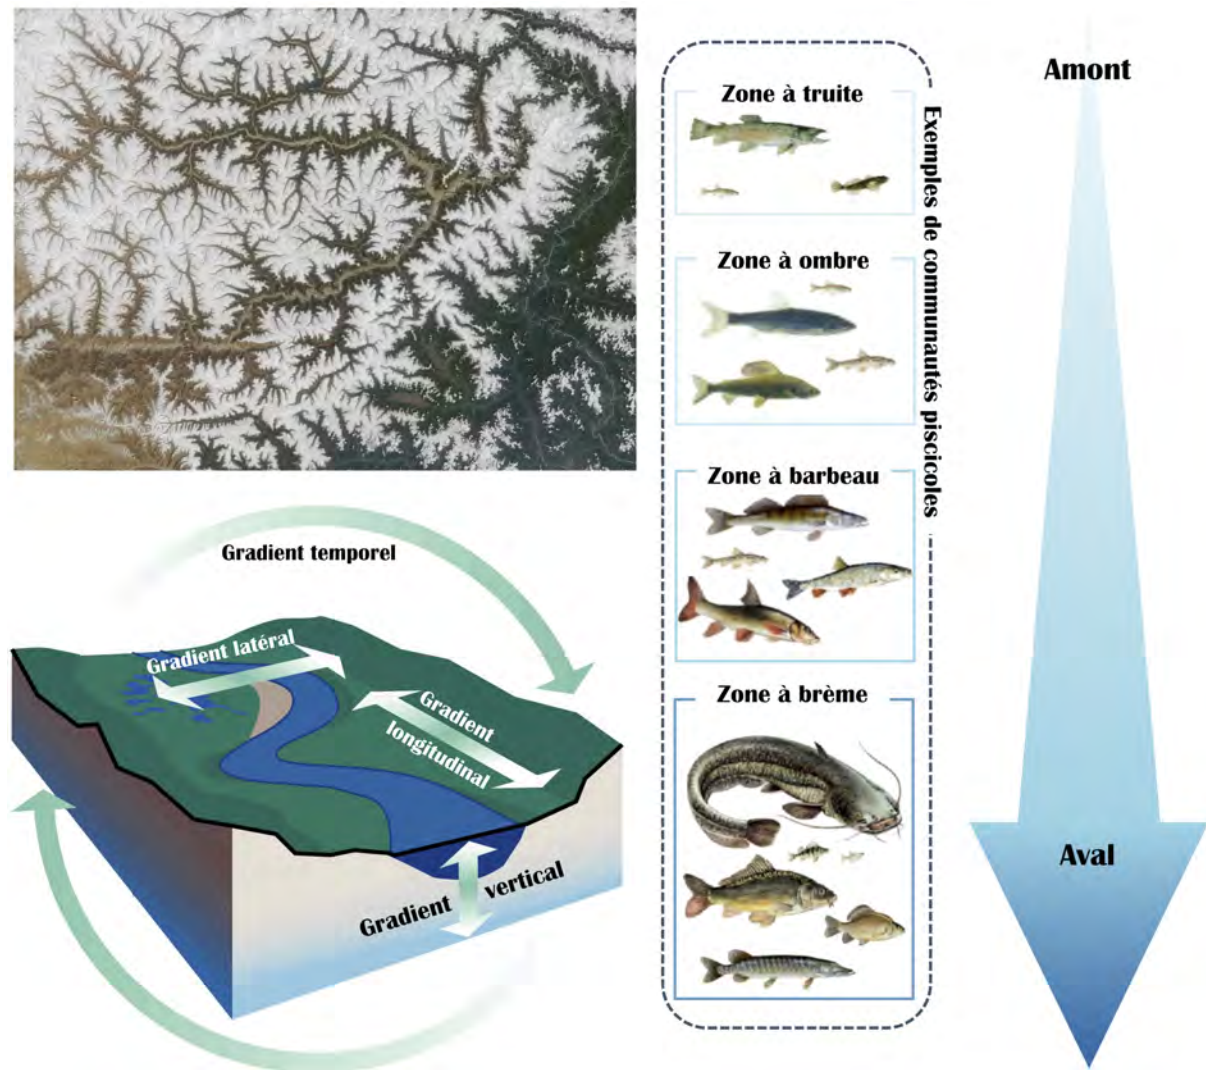 Amont
Zone à truite
Exemples de communautés piscicoles
Zone à ombre
Zone à barbeau
Gradient temporel
Gradient latéral
Gradient
longitudinal
Zone à brème
Aval
Gradient
vertical